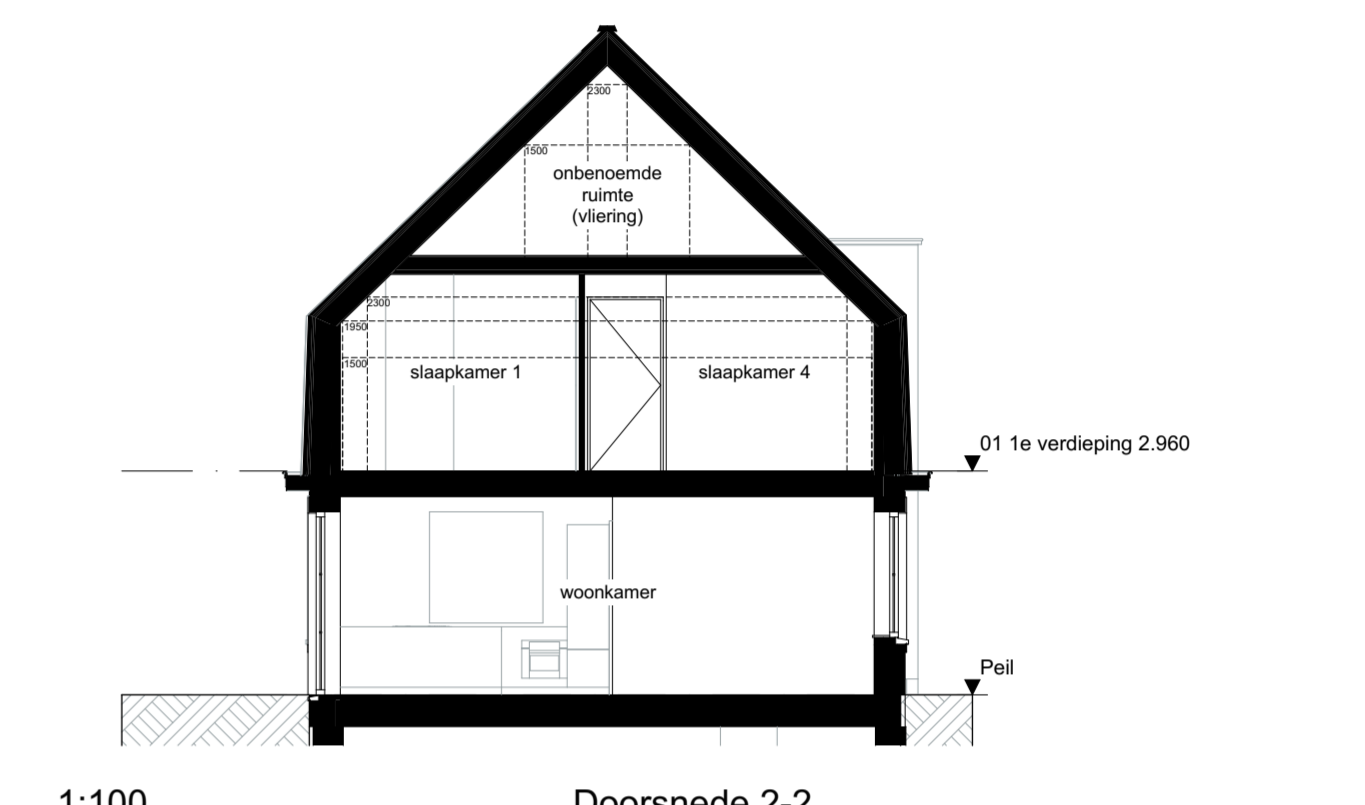 2300
1500
onbenoemde
ruimte
(vliering)
2300
1950
1500
slaapkamer 1
slaapkamer 4
01 1e verdieping 2.960
woonkamer
Peil
1:100
Doorsnede 2-2